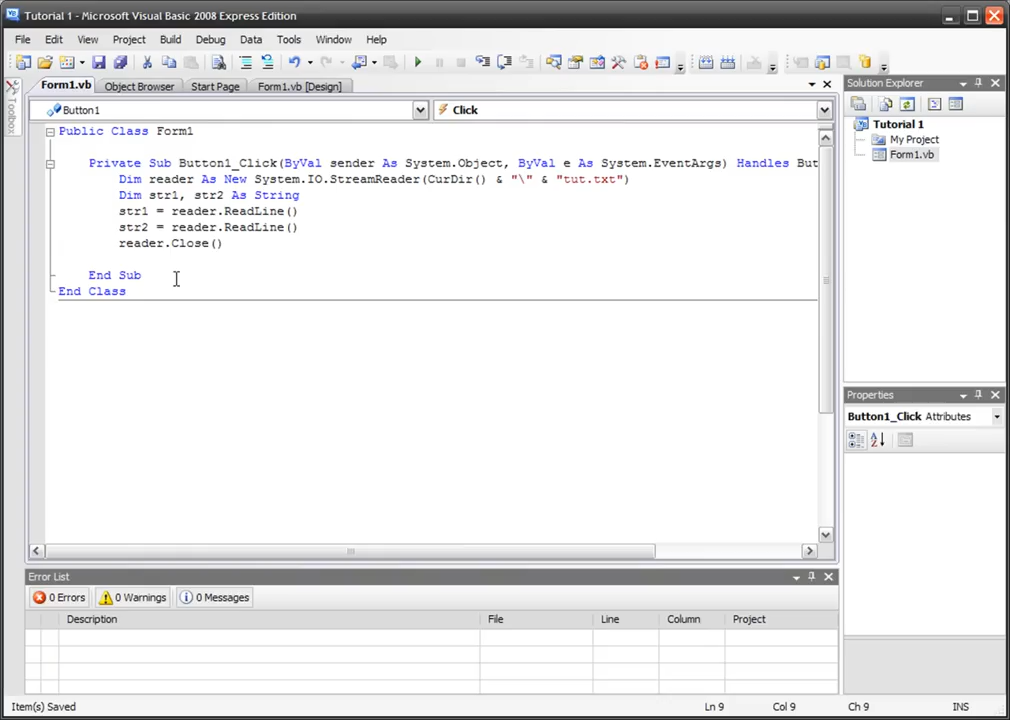 Tutorial 1 - Microsoft Visual Basic 2008 Express Edition
File Edit View Project Build Debug Data Tools Window Help
Toolbox
Form1.vb Object Browser Start Page Form1.vb [Design]
Button1 Click
Public Class Form1
Private Sub Button1_Click(ByVal sender As System.Object, ByVal e As System.EventArgs) Handles But
Dim reader As New System.IO.StreamReader(CurDir() & "\" & "tut.txt")
Dim str1, str2 As String
str1 = reader.ReadLine()
str2 = reader.ReadLine()
reader.Close()
End Sub
End Class
Solution Explorer
Tutorial 1
My Project
Form1.vb
Properties
Button1_Click Attributes
Error List
0 Errors 0 Warnings 0 Messages
Description File Line Column Project
Item(s) Saved Ln 9 Col 9 Ch 9 INS